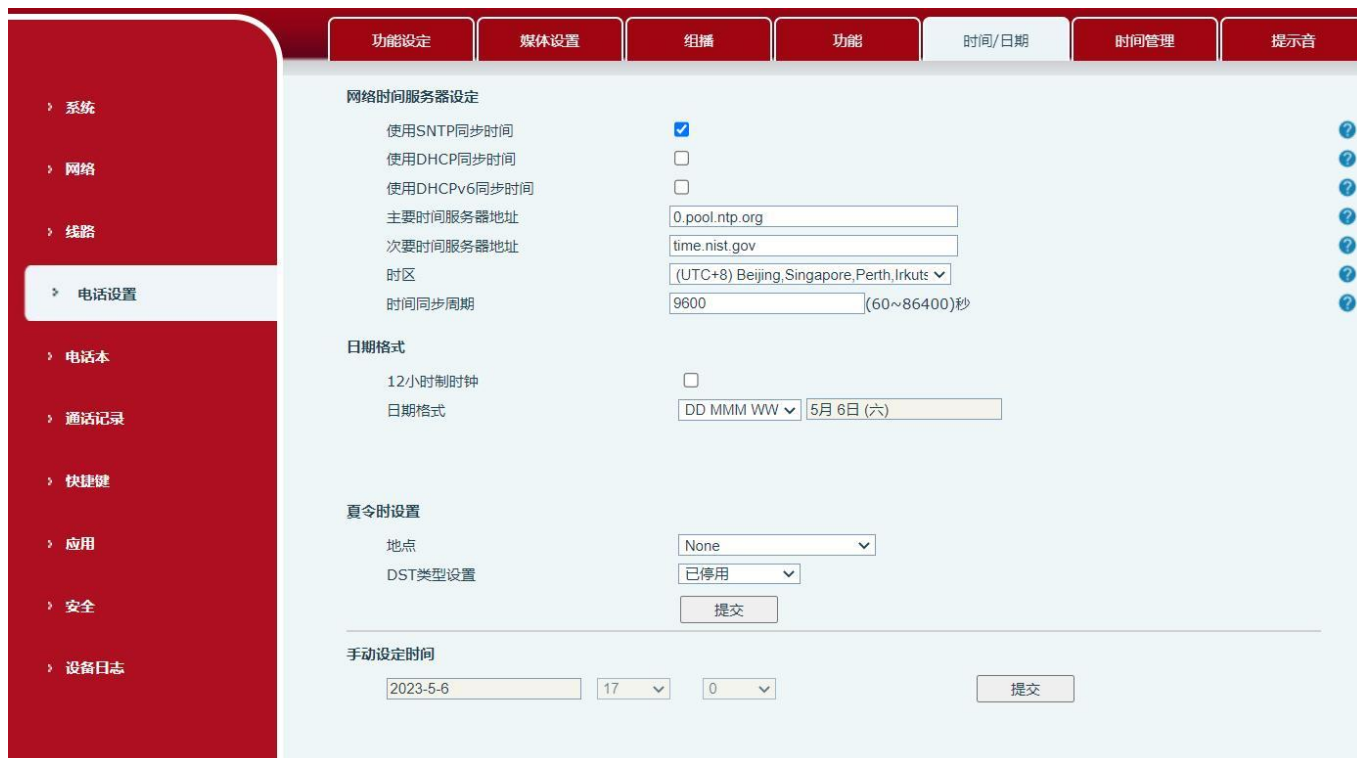 功能设定 媒体设置 组播 功能 时间/日期 时间管理 提示音
系统
网络
线路
电话设置
电话本
通话记录
快捷键
应用
安全
设备日志
网络时间服务器设定
使用SNTP同步时间
使用DHCP同步时间
使用DHCPv6同步时间
主要时间服务器地址 0.pool.ntp.org
次要时间服务器地址 time.nist.gov
时区 (UTC+8) Beijing,Singapore,Perth,Irkuts
时间同步周期 9600 (60~86400)秒
日期格式
12小时制时钟
日期格式 DD MMM WW 5月 6日 (六)
夏令时设置
地点 None
DST类型设置 已停用
提交
手动设定时间
2023-5-6 17 0 提交